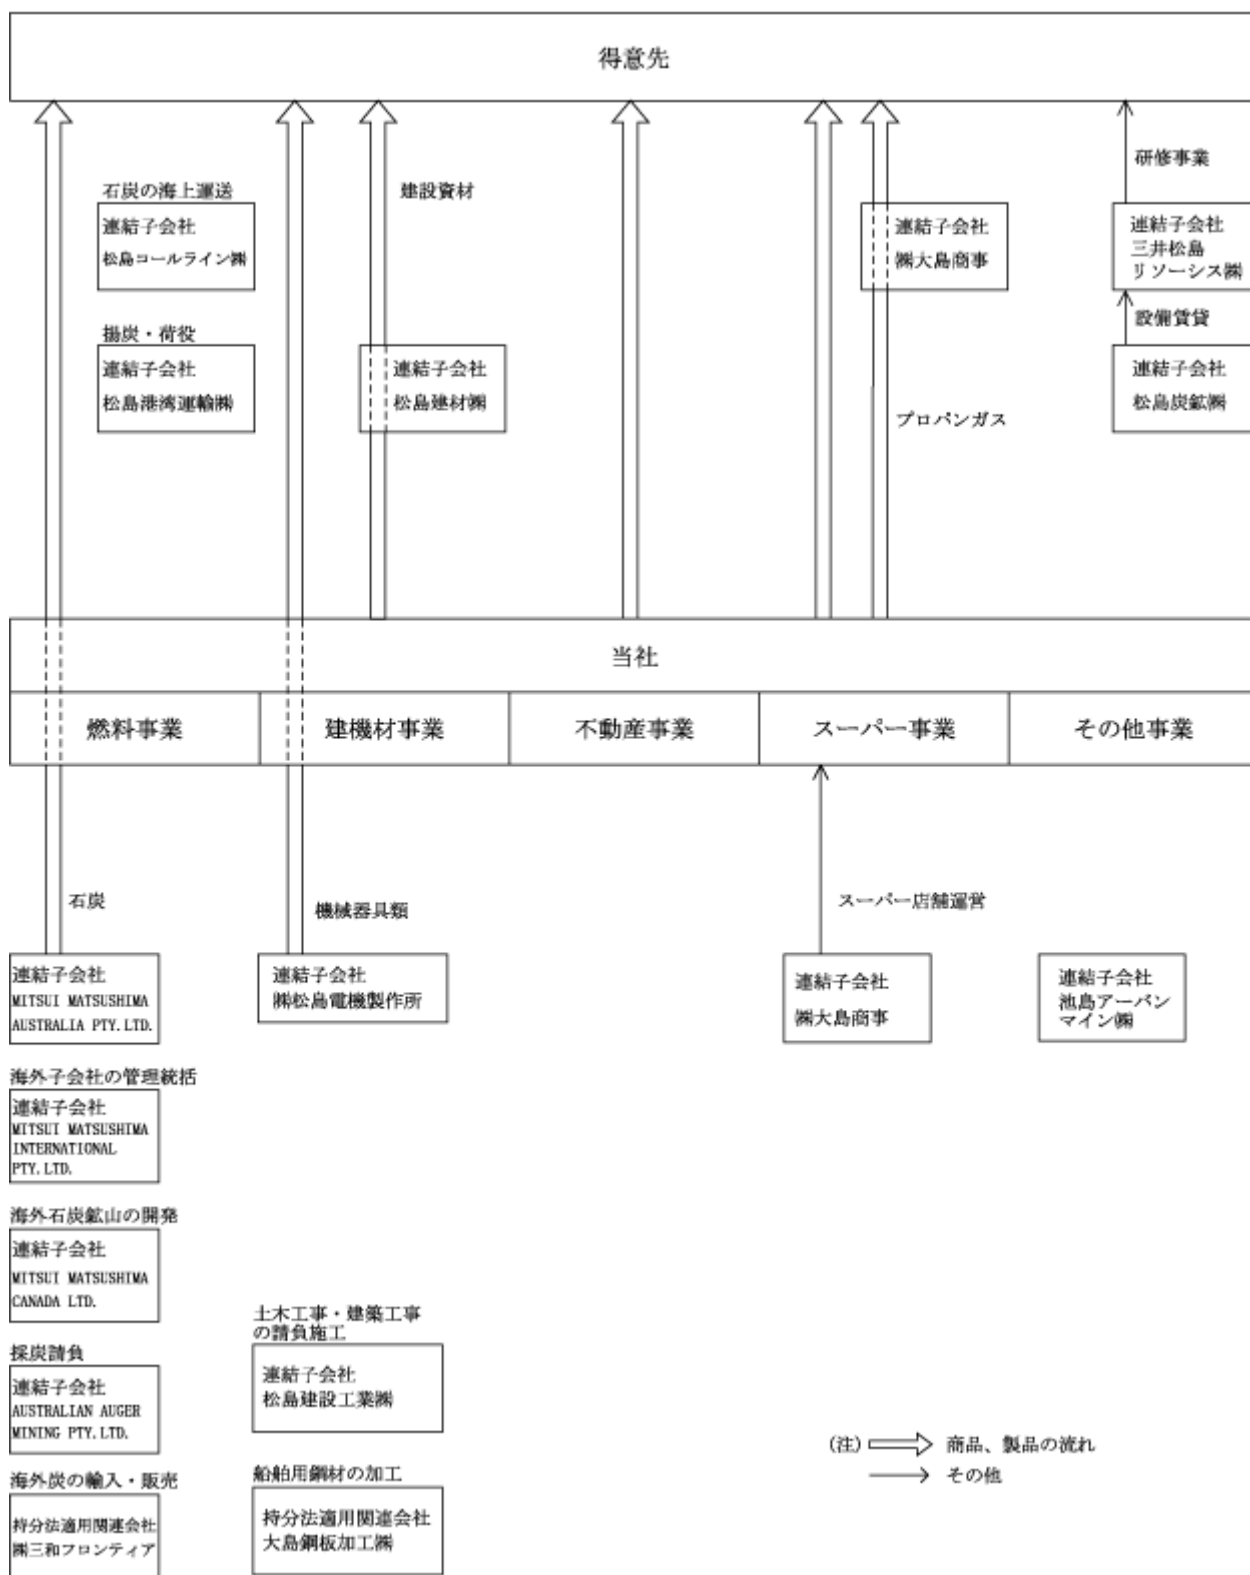 得意先
研修事業
石炭の海上運送
建設資材
連結子会社
松島コールライン㈱
連結子会社
㈱大島商事
連結子会社
三井松島
リソーシス㈱
設備賃貸
揚炭・荷役
連結子会社
松島港湾運輸㈱
連結子会社
松島建材㈱
連結子会社
松島炭鉱㈱
プロパンガス
当社
燃料事業
建機材事業
不動産事業
スーパー事業
その他事業
石炭
機械器具類
スーパー店舗運営
連結子会社
MITSUI MATSUSHIMA
AUSTRALIA PTY.LTD.
連結子会社
㈱松島電機製作所
連結子会社
㈱大島商事
連結子会社
池島アーバン
マイン㈱
海外子会社の管理統括
連結子会社
MITSUI MATSUSHIMA
INTERNATIONAL
PTY.LTD.
海外石炭鉱山の開発
連結子会社
MITSUI MATSUSHIMA
CANADA LTD.
採炭請負
連結子会社
AUSTRALIAN AUGER
MINING PTY.LTD.
海外炭の輸入・販売
持分法適用関連会社
㈱三和フロンティア
土木工事・建築工事
の請負施工
連結子会社
松島建設工業㈱
船舶用鋼材の加工
持分法適用関連会社
大島鋼板加工㈱
(注) 商品、製品の流れ
その他